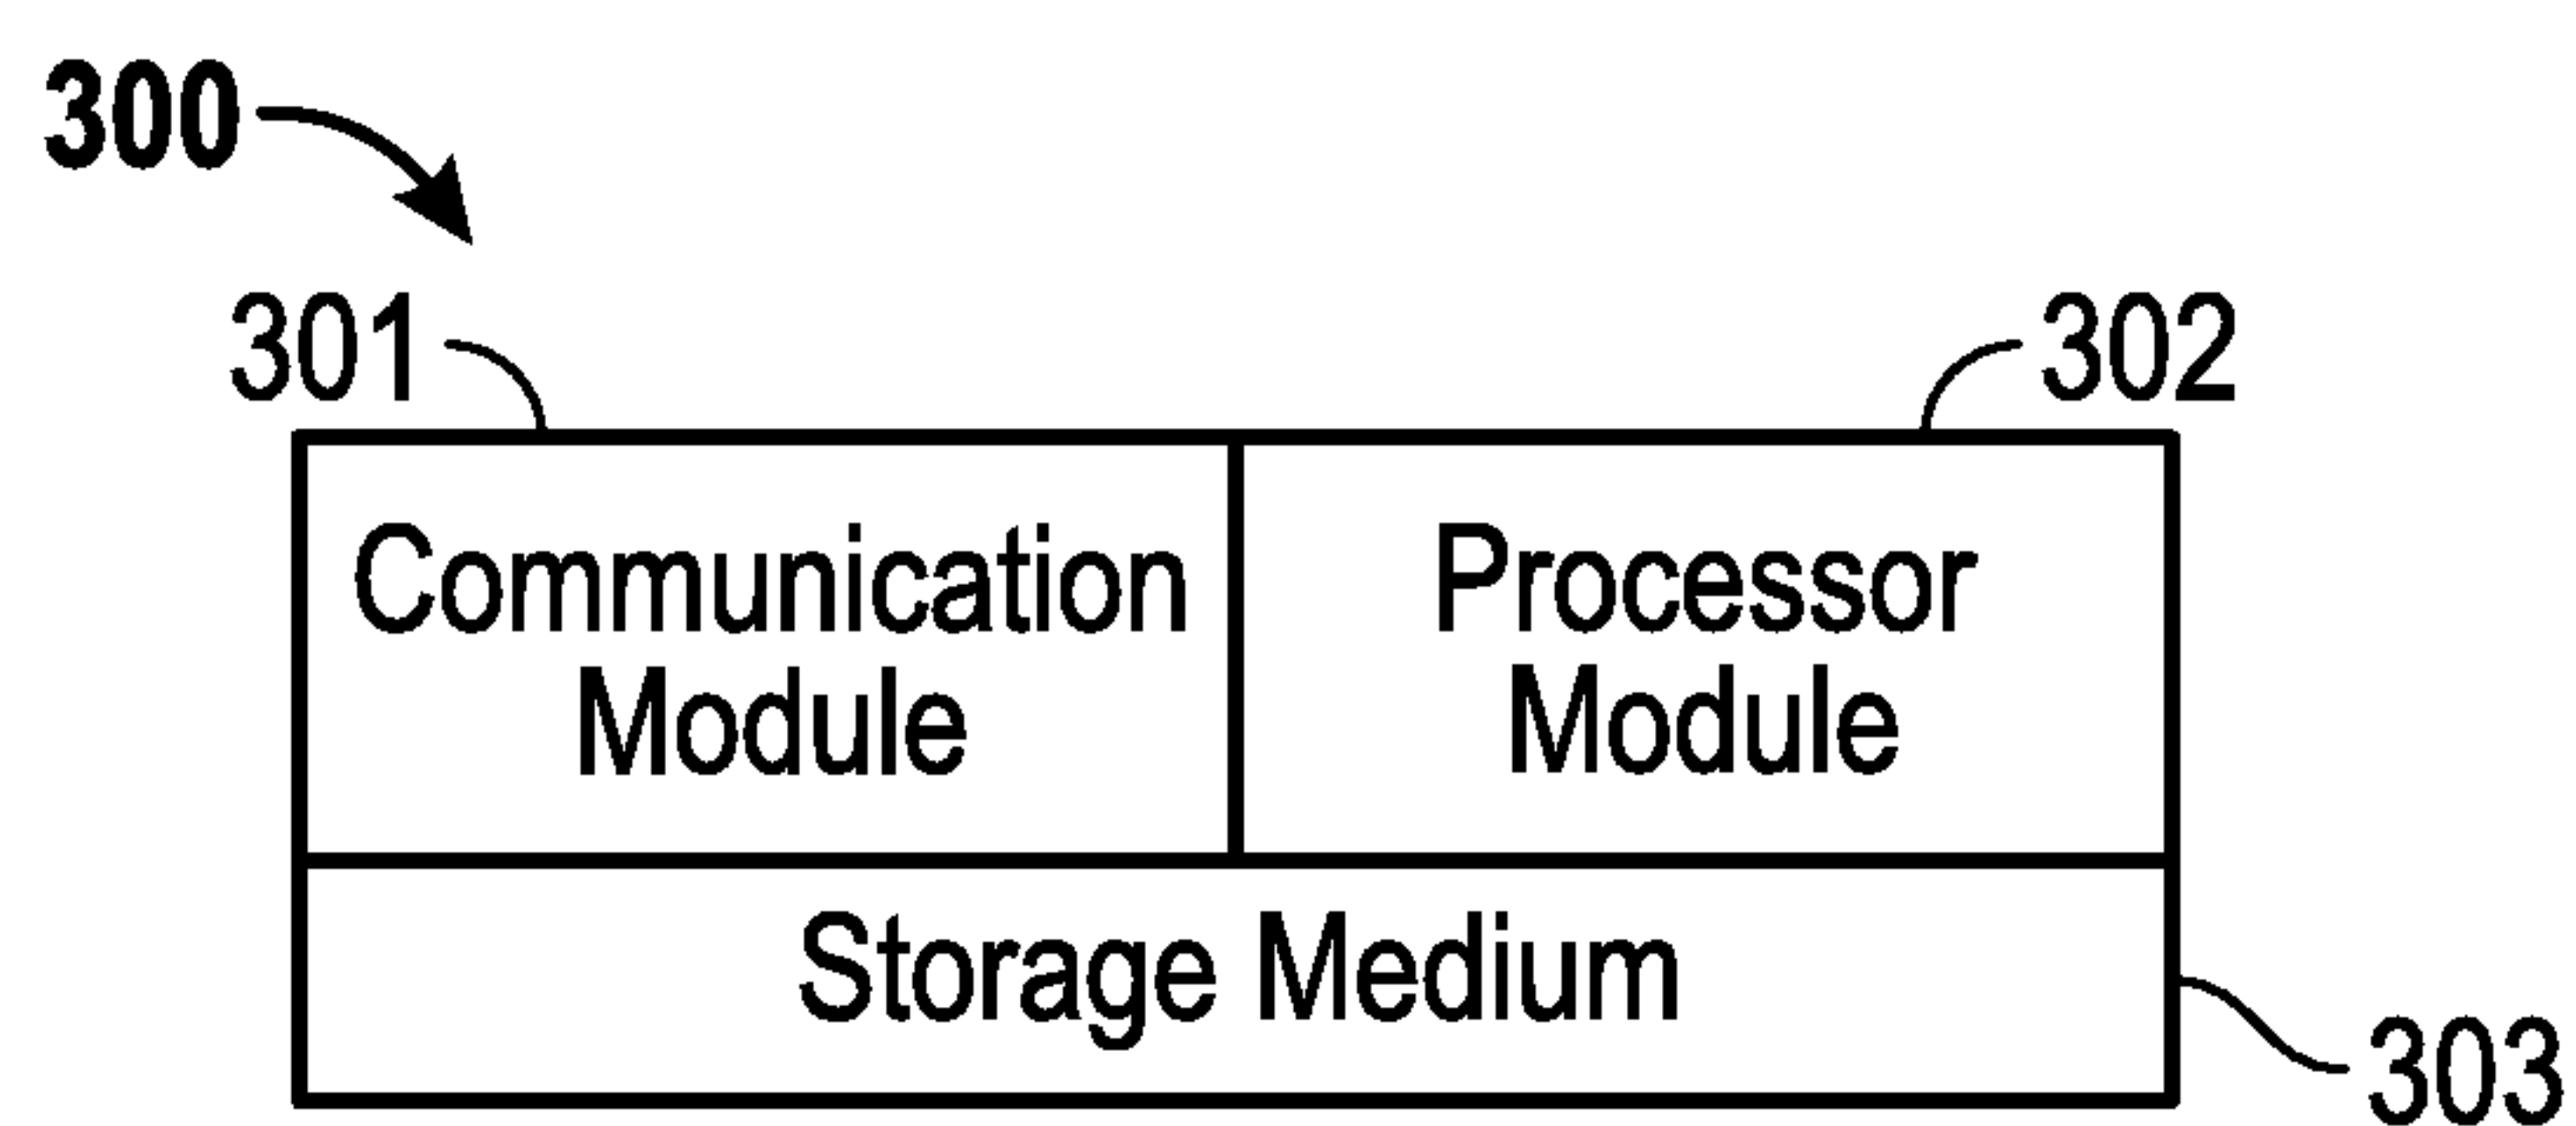 300
301
302
Communication
Module
Processor
Module
Storage Medium
303